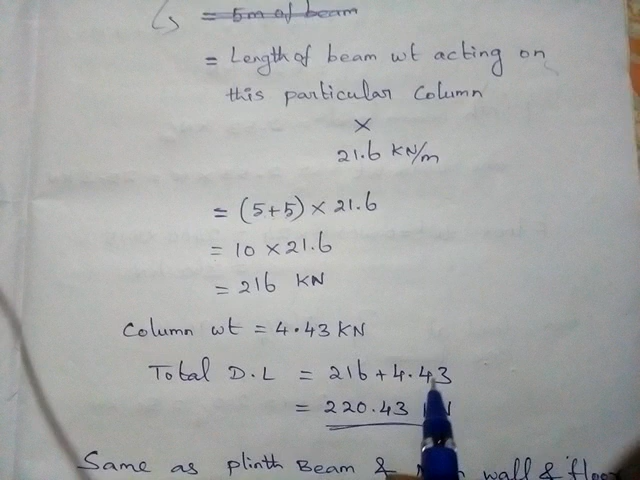 = 5m of beam
= Length of beam wt acting on
this particular column
×
21.6 KN/m
= (5+5) × 21.6
= 10 × 21.6
= 216 KN
Column wt = 4.43 KN
Total D.L = 216 + 4.43
= 220.43
Same as plinth Beam & wall & floor